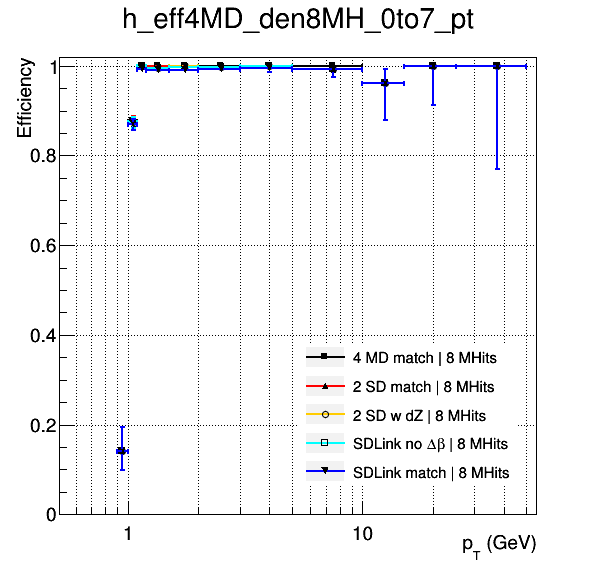 h_eff4MD_den8MH_0to7_pt
Efficiency
1
0.8
0.6
0.4
0.2
0
4 MD match | 8 MHits
2 SD match | 8 MHits
2 SD w dZ | 8 MHits
SDLink no Δβ | 8 MHits
SDLink match | 8 MHits
1 10
p_T (GeV)